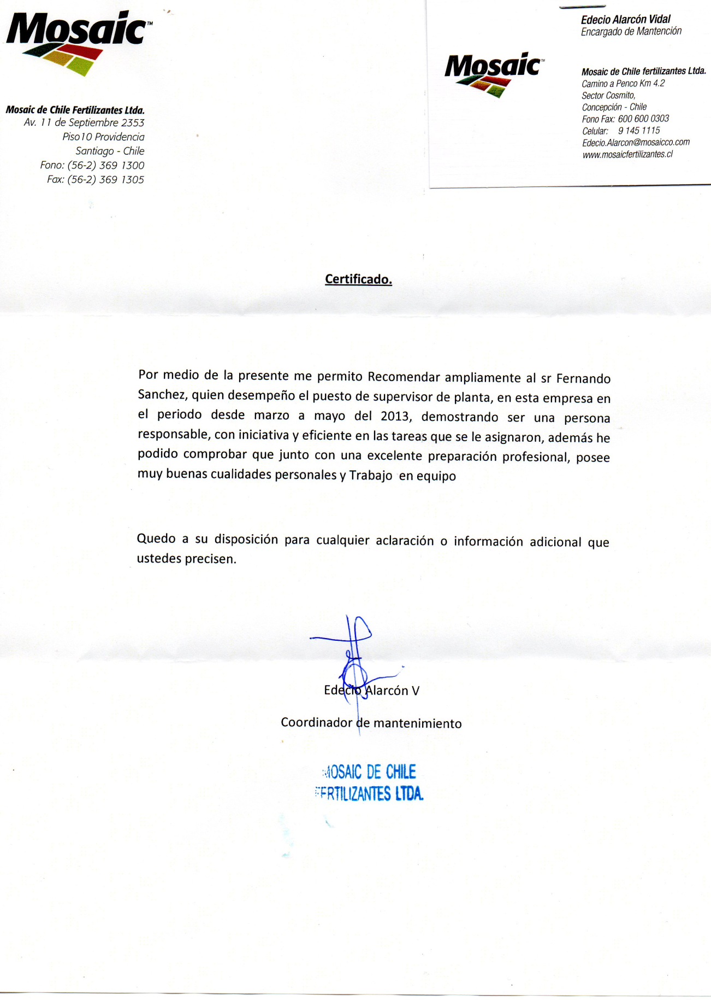 Mosaic™
Mosaic de Chile Fertilizantes Ltda.
Av. 11 de Septiembre 2353
Piso10 Providencia
Santiago - Chile
Fono: (56-2) 369 1300
Fax: (56-2) 369 1305
Edecio Alarcón Vidal
Encargado de Mantención
Mosaic™
Mosaic de Chile fertilizantes Ltda.
Camino a Penco Km 4.2
Sector Cosmito,
Concepción - Chile
Fono Fax: 600 600 0303
Celular: 9 145 1115
Edecio.Alarcon@mosaicco.com
www.mosaicfertilizantes.cl
Certificado.
Por medio de la presente me permito Recomendar ampliamente al sr Fernando
Sanchez, quien desempeño el puesto de supervisor de planta, en esta empresa en
el periodo desde marzo a mayo del 2013, demostrando ser una persona
responsable, con iniciativa y eficiente en las tareas que se le asignaron, además he
podido comprobar que junto con una excelente preparación profesional, posee
muy buenas cualidades personales y Trabajo en equipo
Quedo a su disposición para cualquier aclaración o información adicional que
ustedes precisen.
Edecio Alarcón V
Coordinador de mantenimiento
MOSAIC DE CHILE
FERTILIZANTES LTDA.